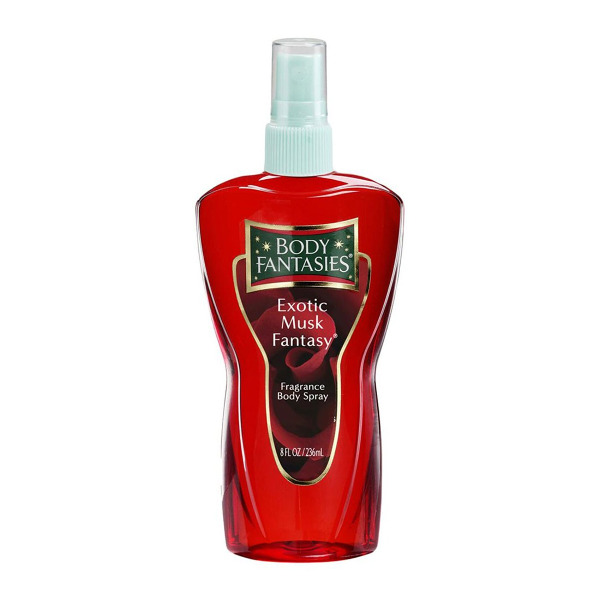 BODY
FANTASIES®
Exotic
Musk
Fantasy®
Fragrance
Body Spray
8 FL OZ / 236mL